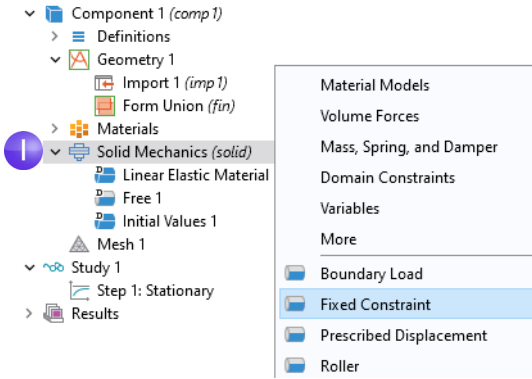 Component 1 (comp1)
Definitions
Geometry 1
Import 1 (imp1)
Form Union (fin)
Materials
Solid Mechanics (solid)
Linear Elastic Material
Free 1
Initial Values 1
Mesh 1
Study 1
Step 1: Stationary
Results
Material Models
Volume Forces
Mass, Spring, and Damper
Domain Constraints
Variables
More
Boundary Load
Fixed Constraint
Prescribed Displacement
Roller